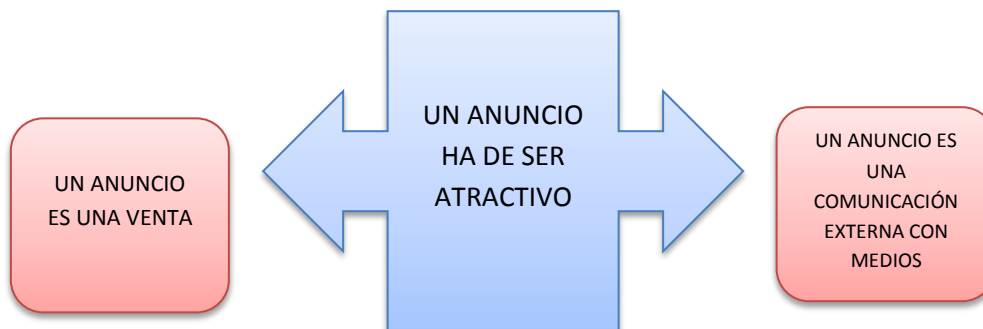 UN ANUNCIO
ES UNA VENTA
UN ANUNCIO
HA DE SER
ATRACTIVO
UN ANUNCIO ES
UNA
COMUNICACIÓN
EXTERNA CON
MEDIOS